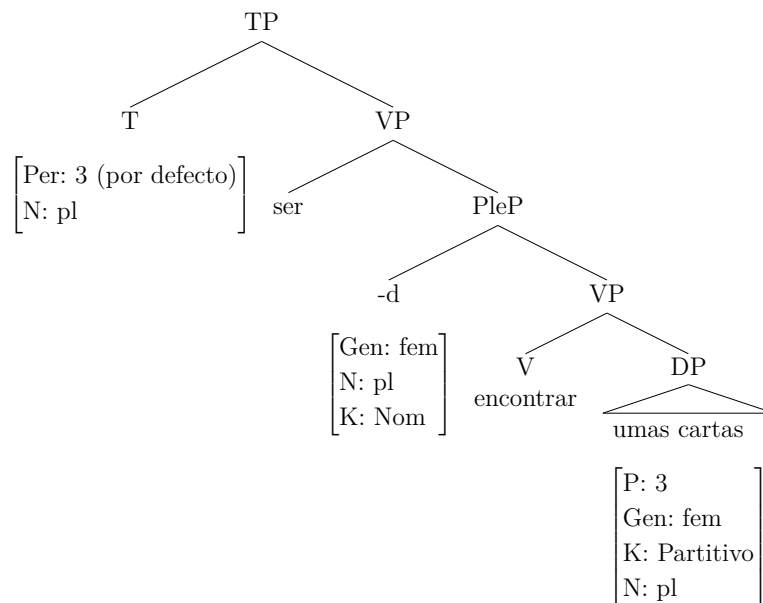 TP
T
VP
Per: 3 (por defecto)
N: pl
ser
PleP
-d
VP
Gen: fem
N: pl
K: Nom
V
encontrar
DP
umas cartas
P: 3
Gen: fem
K: Partitivo
N: pl